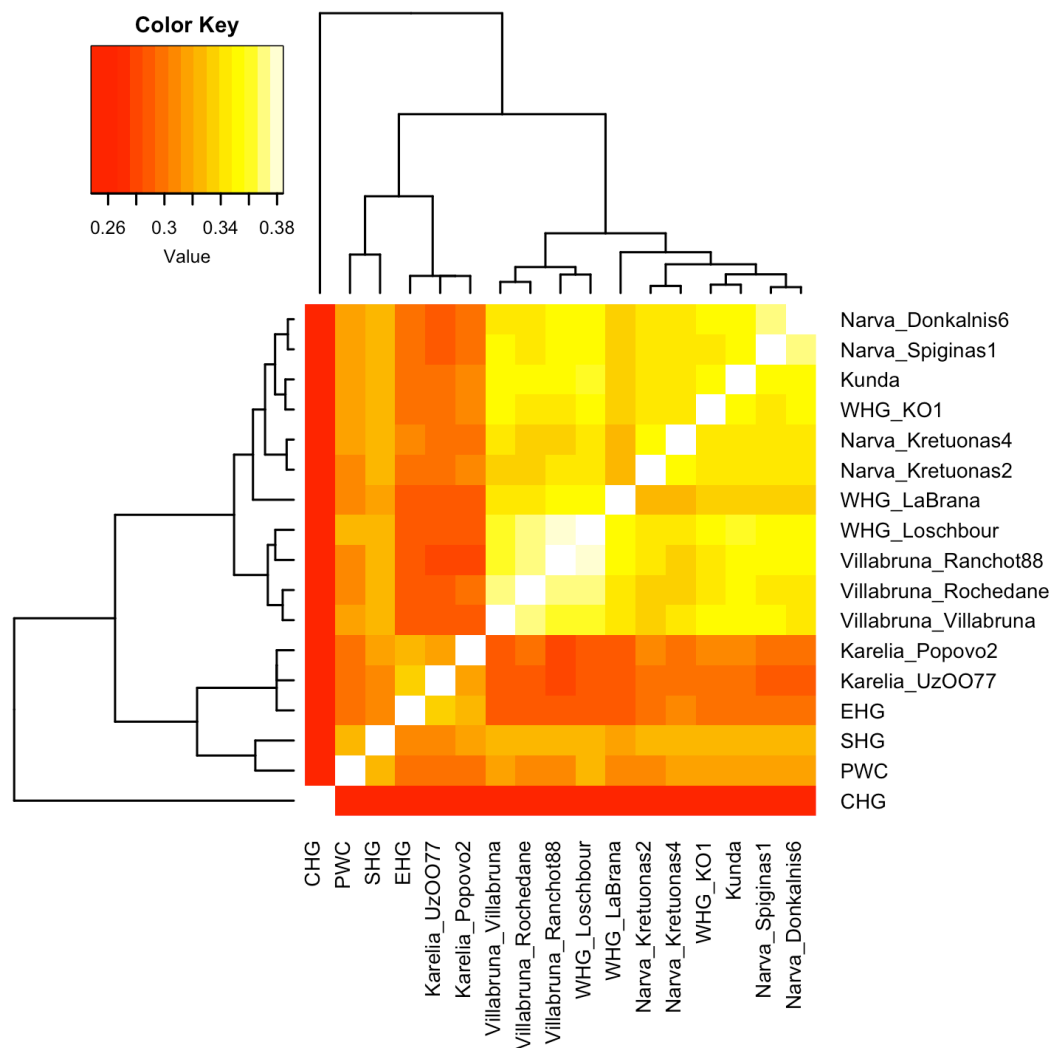 Color Key
0.26 0.3 0.34 0.38
Value
Narva_Donkalnis6
Narva_Spiginas1
Kunda
WHG_KO1
Narva_Kretuonas4
Narva_Kretuonas2
WHG_LaBrana
WHG_Loschbour
Villabruna_Ranchot88
Villabruna_Rochedane
Villabruna_Villabruna
Karelia_Popovo2
Karelia_UzOO77
EHG
SHG
PWC
CHG
CHG
PWC
SHG
EHG
Karelia_UzOO77
Karelia_Popovo2
Villabruna_Villabruna
Villabruna_Rochedane
Villabruna_Ranchot88
WHG_Loschbour
WHG_LaBrana
Narva_Kretuonas2
Narva_Kretuonas4
WHG_KO1
Kunda
Narva_Spiginas1
Narva_Donkalnis6